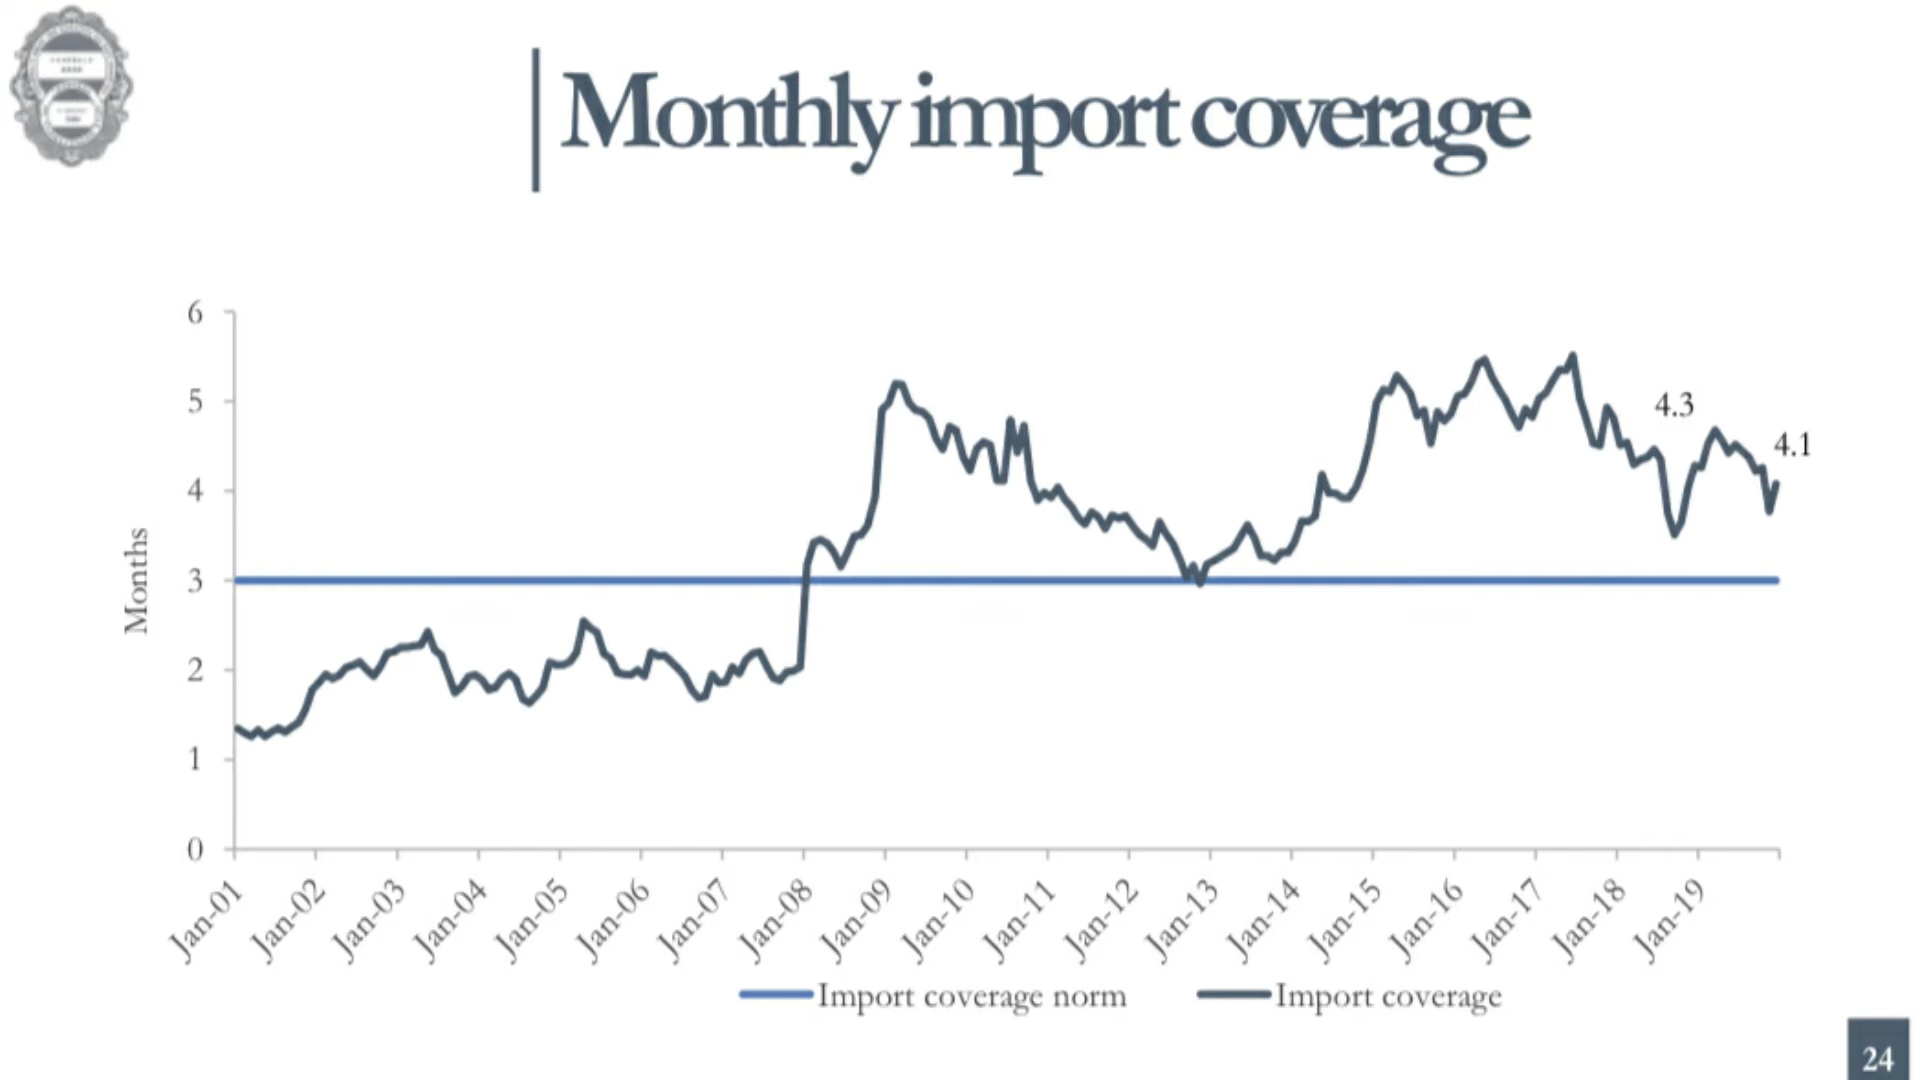 Monthly import coverage
6
5
4
3
2
1
0
Months
4.3
4.1
Jan-01
Jan-02
Jan-03
Jan-04
Jan-05
Jan-06
Jan-07
Jan-08
Jan-09
Jan-10
Jan-11
Jan-12
Jan-13
Jan-14
Jan-15
Jan-16
Jan-17
Jan-18
Jan-19
Import coverage norm
Import coverage
24